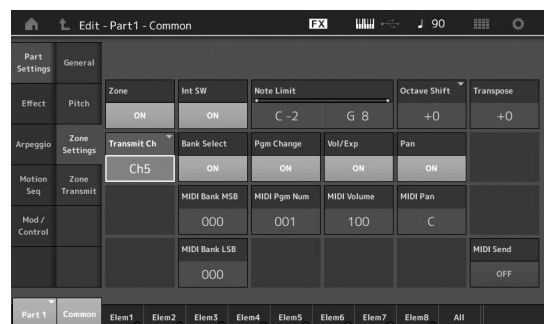 Edit - Part1 - Common FX 90
Part Settings
General
Effect
Pitch
Arpeggio
Zone Settings
Motion Seq
Zone Transmit
Mod / Control
Zone Int SW Note Limit Octave Shift Transpose
ON ON C -2 G 8 +0 +0
Transmit Ch Bank Select Pgm Change Vol/Exp Pan
Ch5 ON ON ON ON
MIDI Bank MSB MIDI Pgm Num MIDI Volume MIDI Pan
000 001 100 C
MIDI Bank LSB MIDI Send
000 OFF
Part 1 Common Elem1 Elem2 Elem3 Elem4 Elem5 Elem6 Elem7 Elem8 All